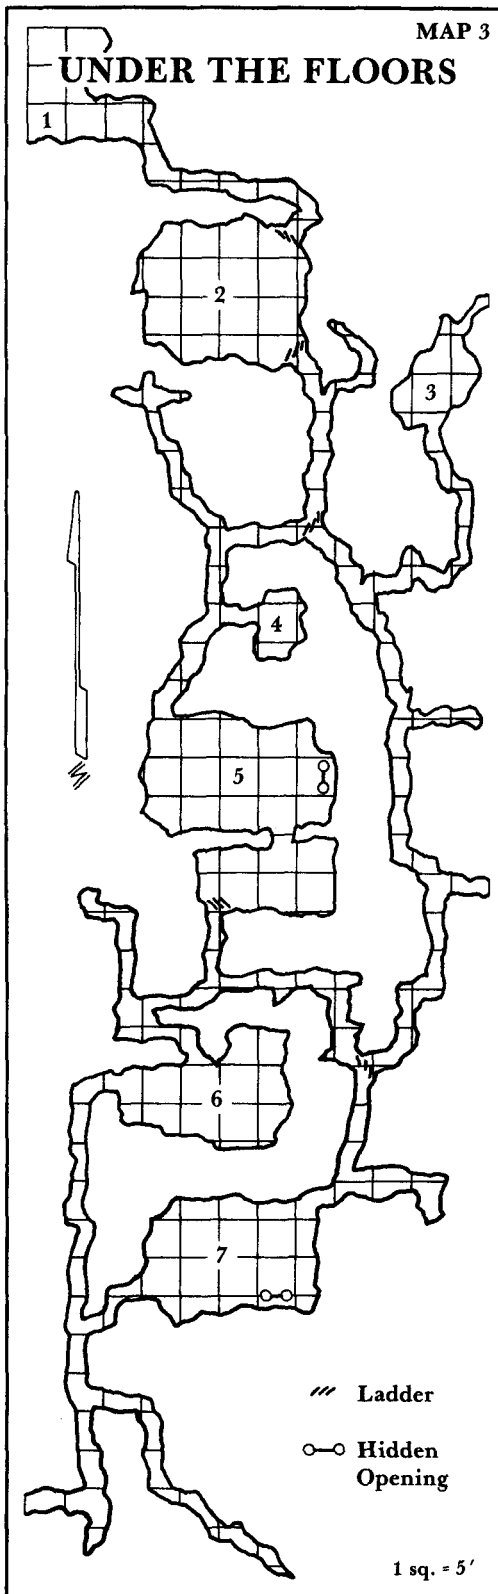 MAP 3
UNDER THE FLOORS
1
2
3
4
5
6
7
Ladder
Hidden
Opening
1 sq. = 5'